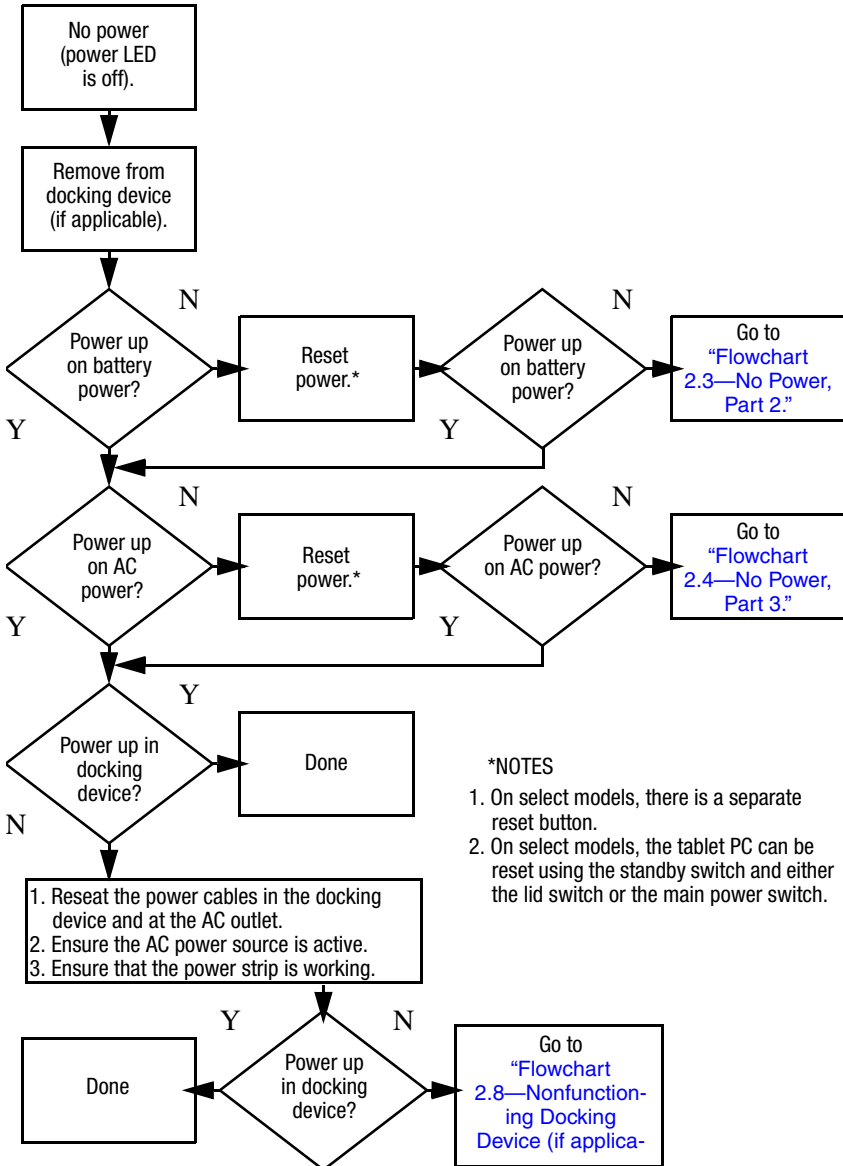 No power
(power LED
is off).
Remove from
docking device
(if applicable).
N
N
Power up
on battery
power?
Reset
power.*
Power up
on battery
power?
Go to
“Flowchart
2.3—No Power,
Part 2.”
Y
Y
N
N
Power up
on AC
power?
Reset
power.*
Power up
on AC power?
Go to
“Flowchart
2.4—No Power,
Part 3.”
Y
Y
Y
Power up in
docking
device?
Done
N
*NOTES
1. On select models, there is a separate
reset button.
2. On select models, the tablet PC can be
reset using the standby switch and either
the lid switch or the main power switch.
1. Reseat the power cables in the docking
device and at the AC outlet.
2. Ensure the AC power source is active.
3. Ensure that the power strip is working.
Y
N
Done
Power up
in docking
device?
Go to
“Flowchart
2.8—Nonfunction-
ing Docking
Device (if applica-